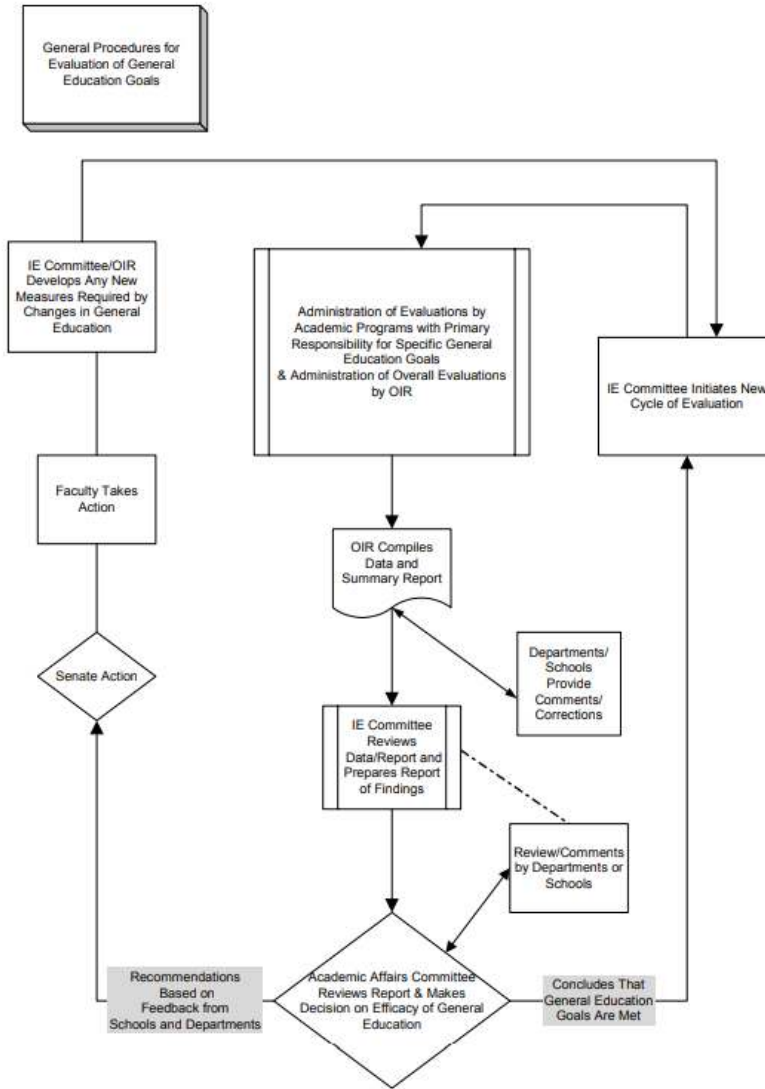 General Procedures for
Evaluation of General
Education Goals
IE Committee/OIR
Develops Any New
Measures Required by
Changes in General
Education
Administration of Evaluations by
Academic Programs with Primary
Responsibility for Specific General
Education Goals
& Administration of Overall Evaluations
by OIR
IE Committee Initiates New
Cycle of Evaluation
Faculty Takes
Action
OIR Compiles
Data and
Summary Report
Departments/
Schools
Provide
Comments/
Corrections
Senate Action
IE Committee
Reviews
Data/Report and
Prepares Report
of Findings
Review/Comments
by Departments or
Schools
Recommendations
Based on
Feedback from
Schools and Departments
Academic Affairs Committee
Reviews Report & Makes
Decision on Efficacy of General
Education
Concludes That
General Education
Goals Are Met